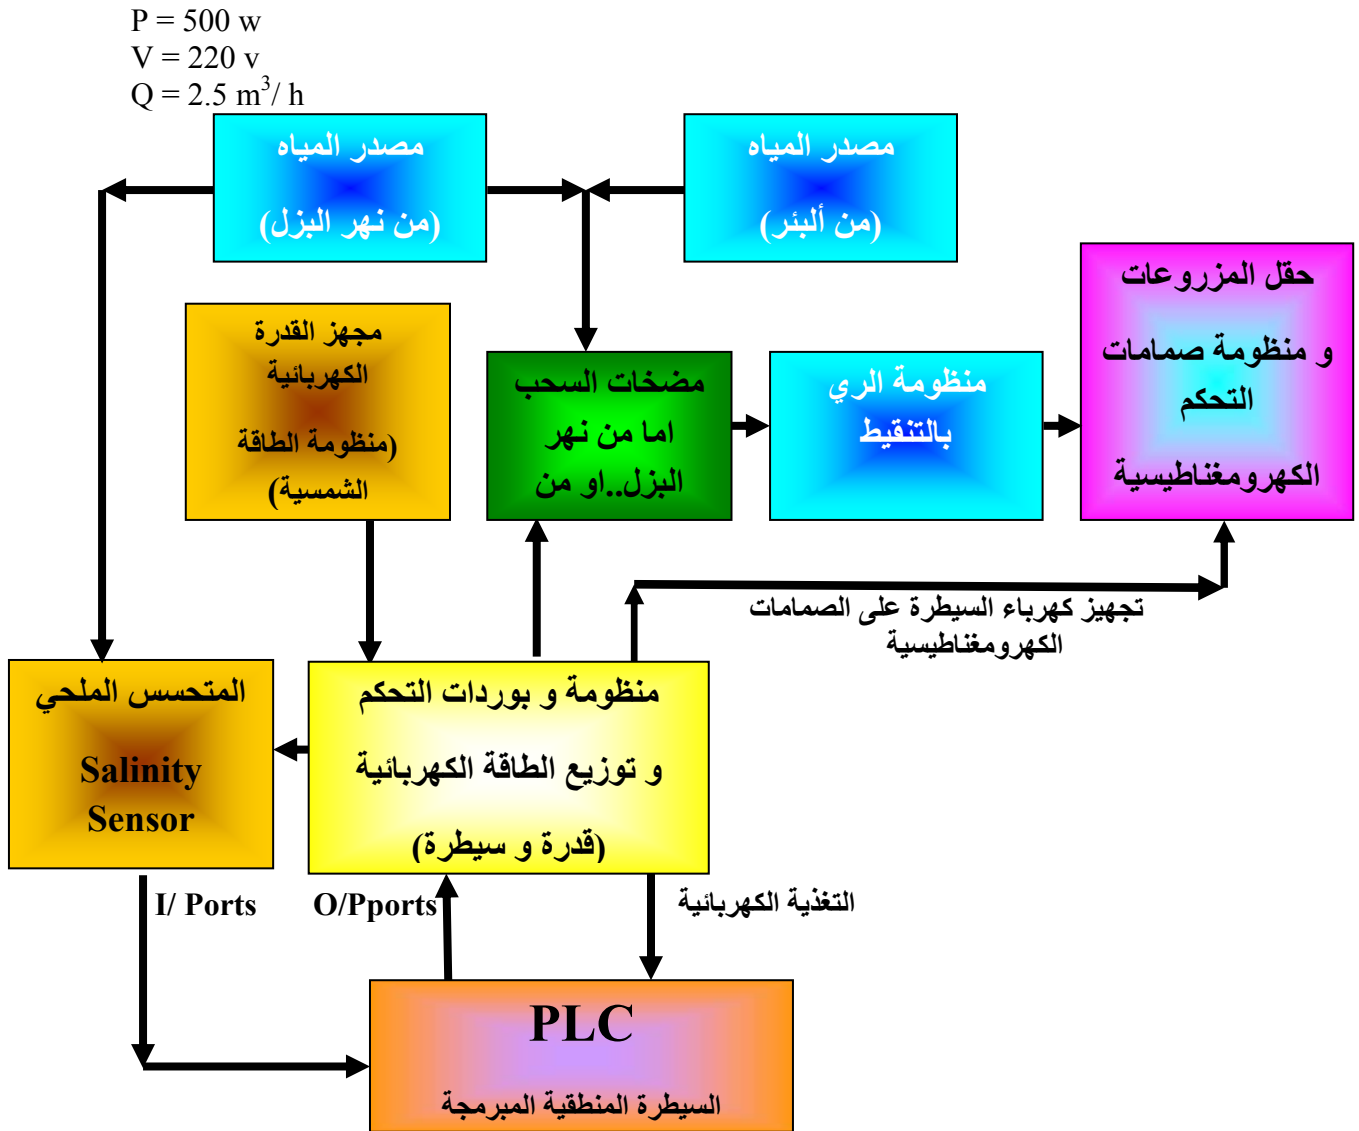 P = 500 w
V = 220 v
Q = 2.5 m³/ h
مصدر المياه
(من نهر البزل)
مصدر المياه
(من ألبئر)
حقل المزروعات
و منظومة صمامات
التحكم
الكهرومغناطيسية
مجهز القدرة
الكهربائية
(منظومة الطاقة
الشمسية)
مضخات السحب
اما من نهر
البزل..او من
منظومة الري
بالتنقيط
تجهيز كهرباء السيطرة على الصمامات
الكهرومغناطيسية
المتحسس الملحي
Salinity
Sensor
منظومة و بوردات التحكم
و توزيع الطاقة الكهربائية
(قدرة و سيطرة)
I/ Ports
O/Pports
التغذية الكهربائية
PLC
السيطرة المنطقية المبرمجة